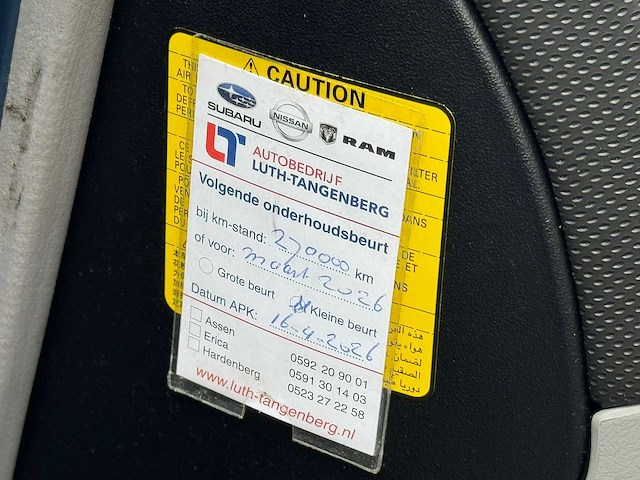 CAUTION
SUBARU
NISSAN
RAM
LT AUTOBEDRIJF
LUTH-TANGENBERG
Volgende onderhoudsbeurt
bij km-stand: 270000 km
of voor: maart 2026
Grote beurt Kleine beurt
Datum APK: 16-4-2026
Assen 0592 20 90 01
Erica 0591 30 14 03
Hardenberg 0523 27 22 58
www.luth-tangenberg.nl